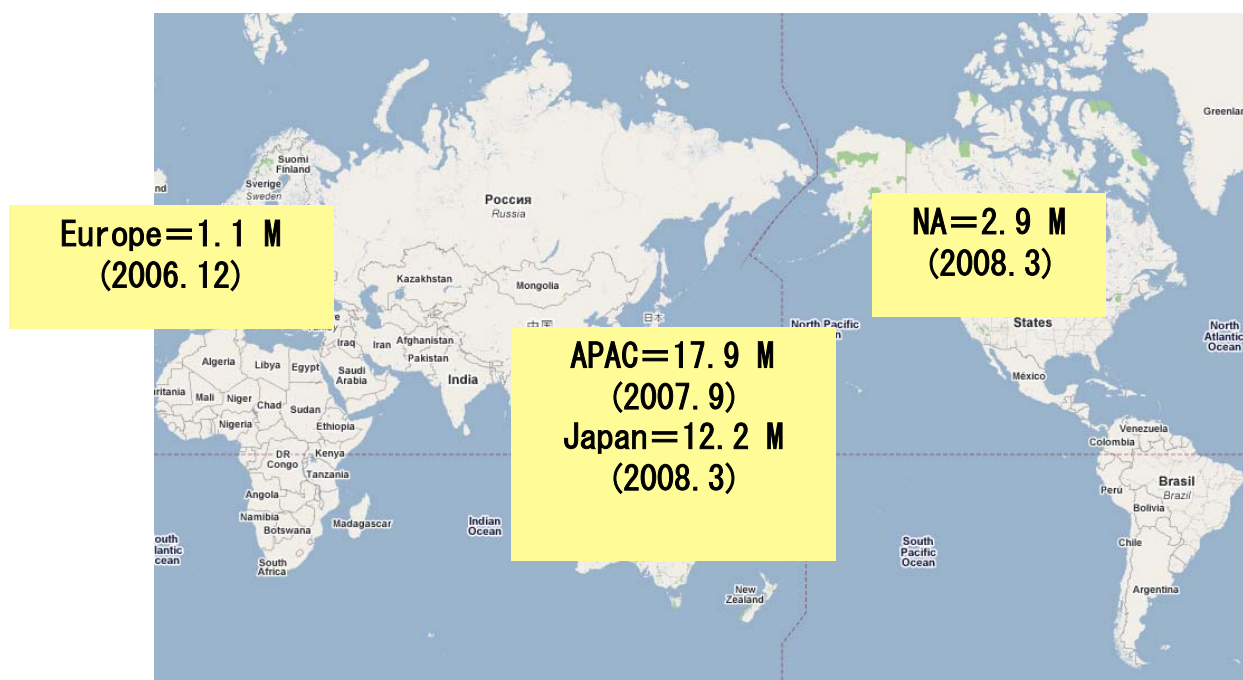 Greenlan
Suomi
Finland
Sverige
Sweden
Россия
Russia
Europe＝1.1 M
(2006.12)
NA＝2.9 M
(2008.3)
Kazakhstan
Mongolia
中国
日本
North Pacific
States
North
Atlantic
Ocean
Iraq
Iran
Afghanistan
Pakistan
Algeria
Libya
Egypt
Saudi
Arabia
India
APAC＝17.9 M
(2007.9)
Japan＝12.2 M
(2008.3)
México
Mali
Niger
Chad
Sudan
Nigeria
Ethiopia
Venezuela
Colombia
DR
Congo
Kenya
Tanzania
Perú
Brasil
Brazil
Bolivia
Angola
Namibia
Botswana
Madagascar
Indian
Ocean
South
Pacific
Ocean
Chile
South
Africa
New
Zealand
Argentina